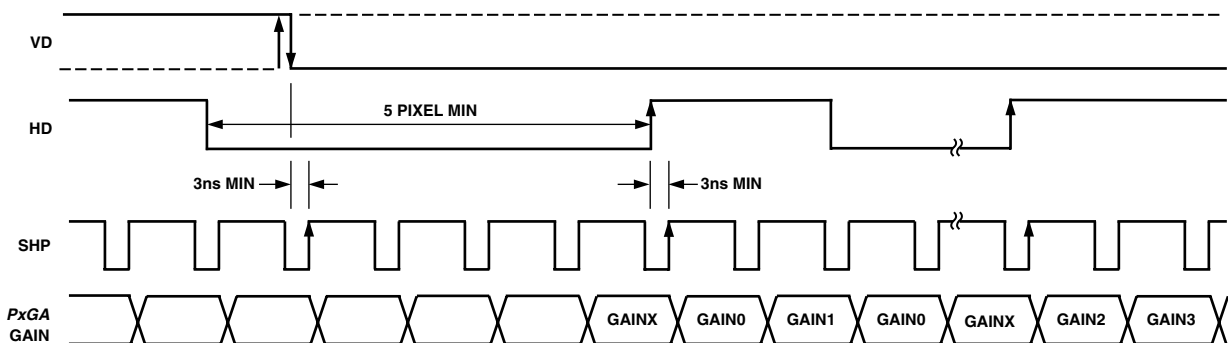 VD
HD
5 PIXEL MIN
3ns MIN
3ns MIN
SHP
PxGA
GAIN
GAINX GAIN0 GAIN1 GAIN0 GAINX GAIN2 GAIN3